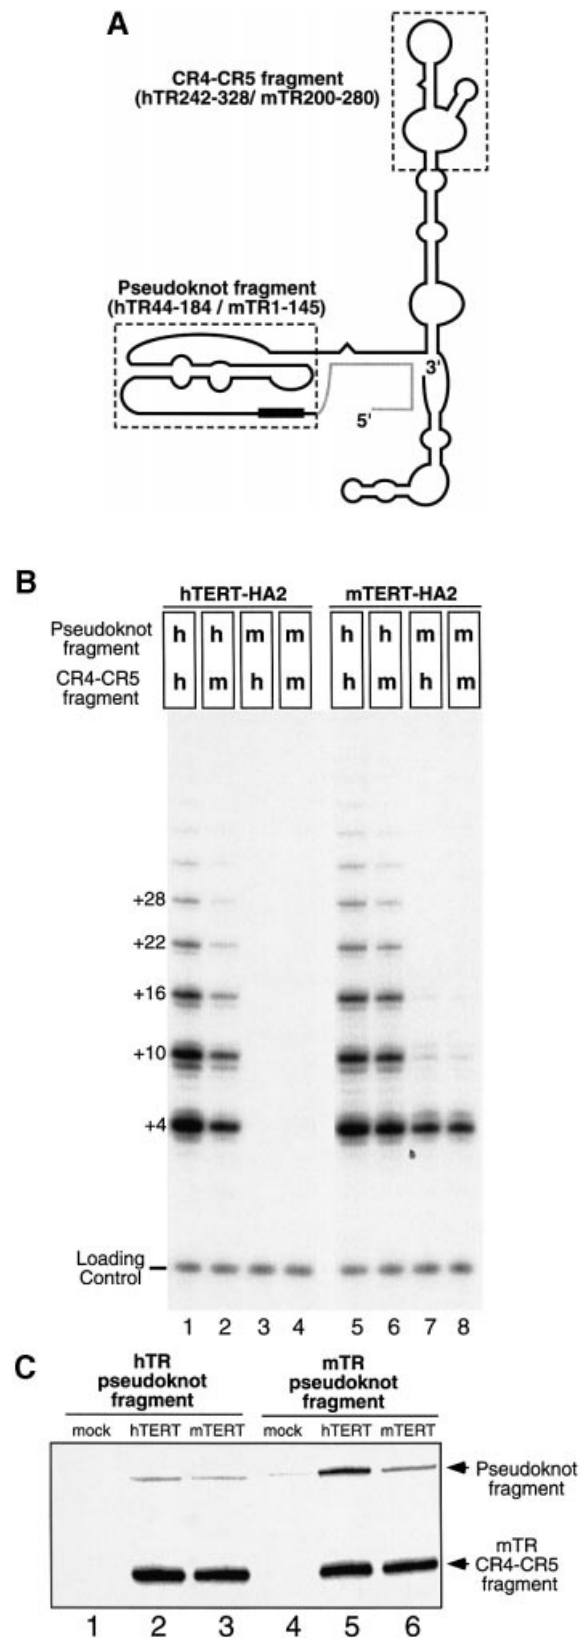 A
CR4-CR5 fragment
(hTR242-328/ mTR200-280)
Pseudoknot fragment
(hTR44-184 / mTR1-145)
3'
5'
B
hTERT-HA2 mTERT-HA2
Pseudoknot fragment h h m m h h m m
CR4-CR5 fragment h m h m h m h m
+28
+22
+16
+10
+4
Loading
Control
1 2 3 4 5 6 7 8
C
hTR pseudoknot fragment
mTR pseudoknot fragment
mock hTERT mTERT mock hTERT mTERT
Pseudoknot
fragment
mTR
CR4-CR5
fragment
1 2 3 4 5 6